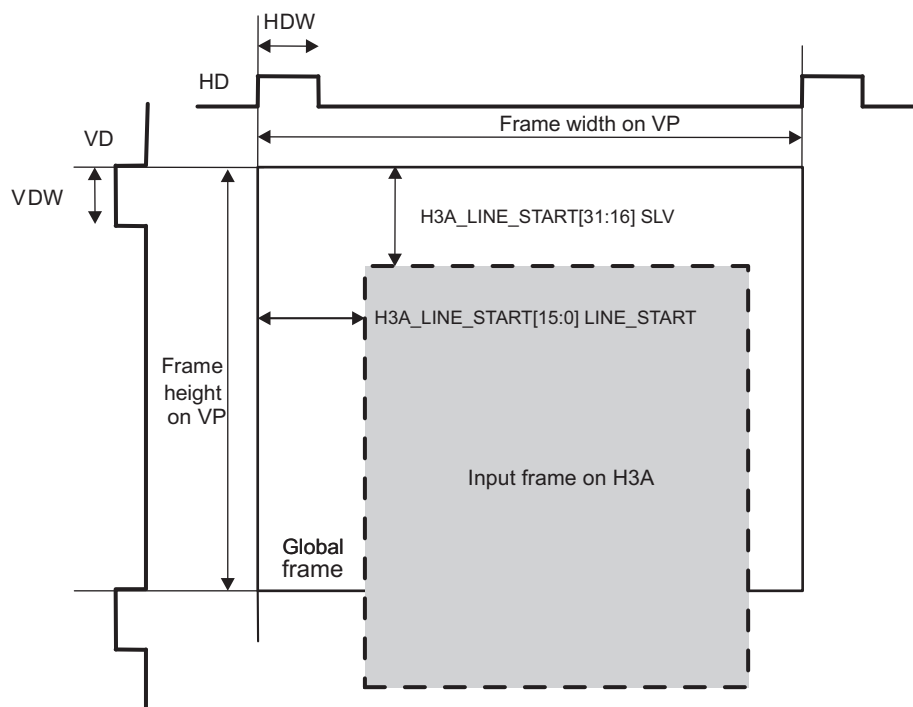 HDW
HD
Frame width on VP
VD
VDW
H3A_LINE_START[31:16] SLV
H3A_LINE_START[15:0] LINE_START
Frame
height
on VP
Input frame on H3A
Global
frame